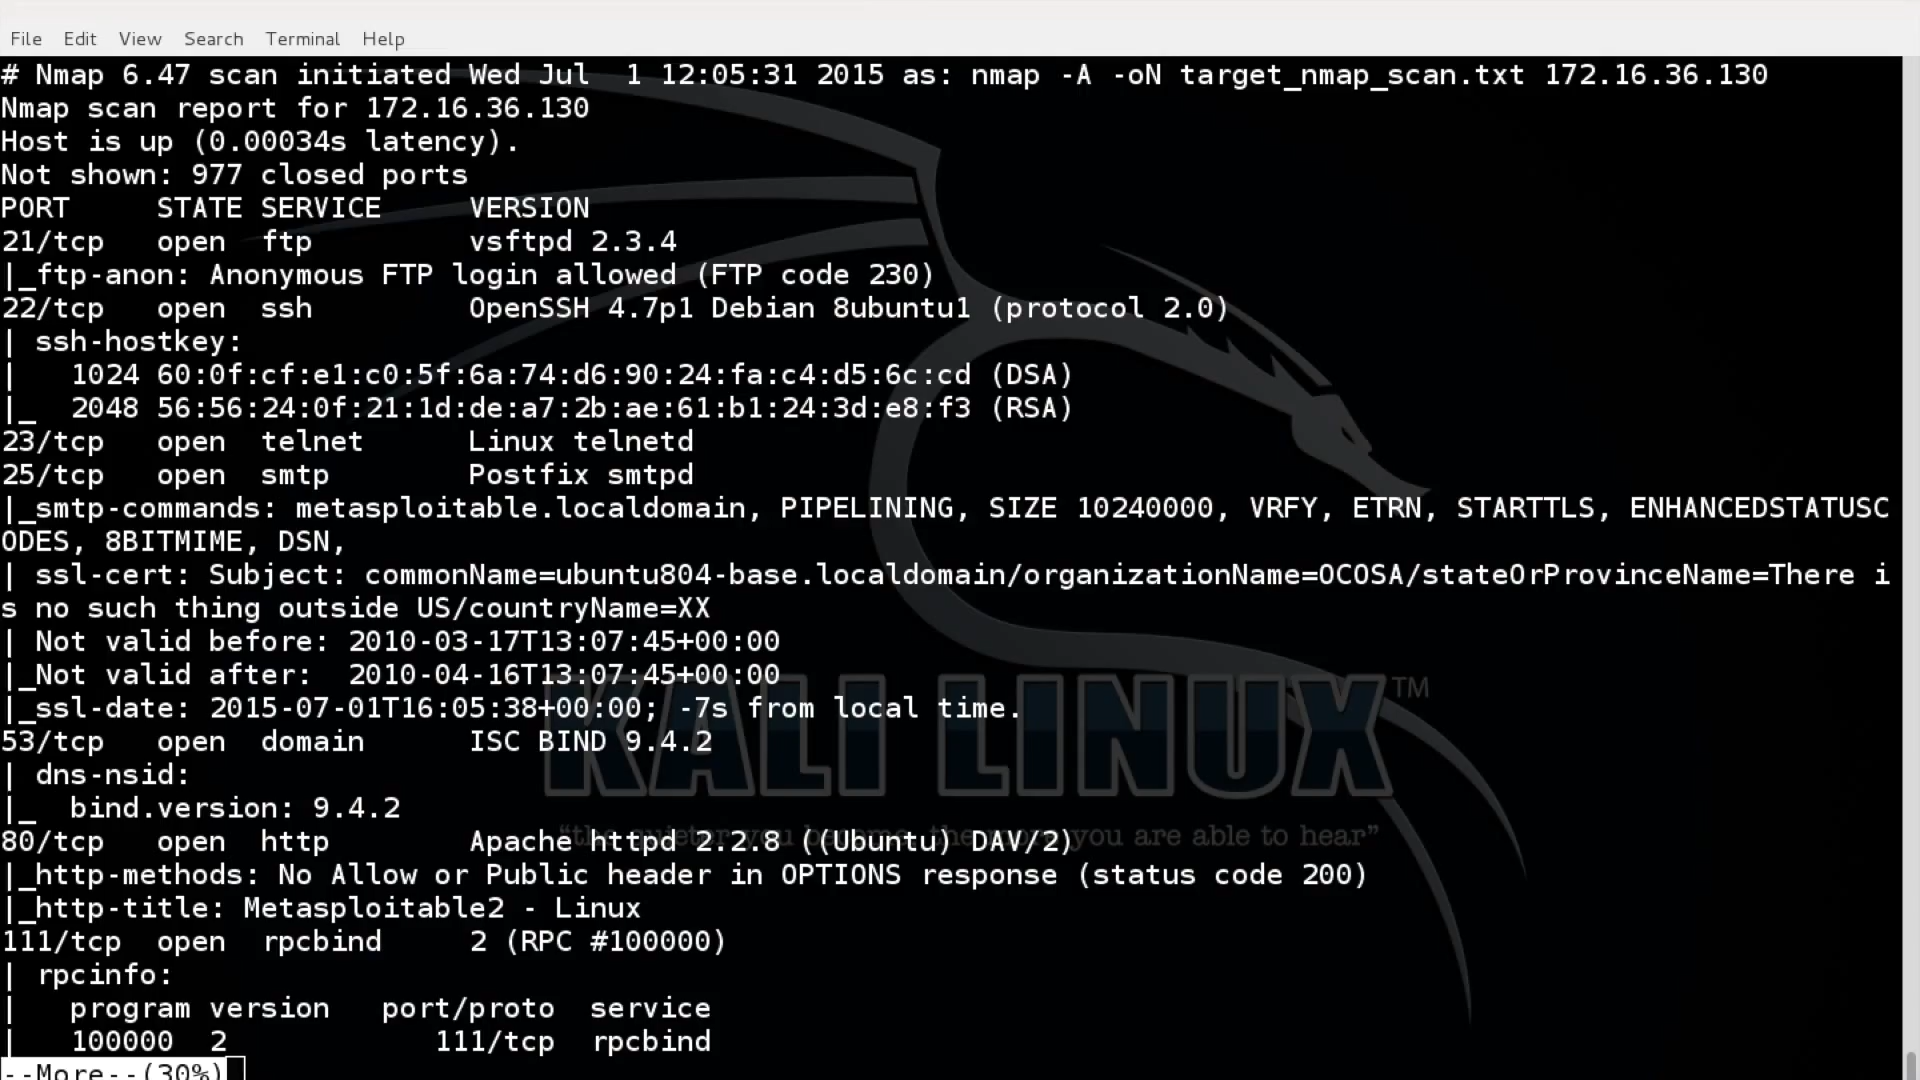 File Edit View Search Terminal Help
# Nmap 6.47 scan initiated Wed Jul  1 12:05:31 2015 as: nmap -A -oN target_nmap_scan.txt 172.16.36.130
Nmap scan report for 172.16.36.130
Host is up (0.00034s latency).
Not shown: 977 closed ports
PORT     STATE SERVICE     VERSION
21/tcp   open  ftp         vsftpd 2.3.4
|_ftp-anon: Anonymous FTP login allowed (FTP code 230)
22/tcp   open  ssh         OpenSSH 4.7p1 Debian 8ubuntu1 (protocol 2.0)
| ssh-hostkey:
|   1024 60:0f:cf:e1:c0:5f:6a:74:d6:90:24:fa:c4:d5:6c:cd (DSA)
|_  2048 56:56:24:0f:21:1d:de:a7:2b:ae:61:b1:24:3d:e8:f3 (RSA)
23/tcp   open  telnet      Linux telnetd
25/tcp   open  smtp        Postfix smtpd
|_smtp-commands: metasploitable.localdomain, PIPELINING, SIZE 10240000, VRFY, ETRN, STARTTLS, ENHANCEDSTATUSC
ODES, 8BITMIME, DSN,
| ssl-cert: Subject: commonName=ubuntu804-base.localdomain/organizationName=OCOSA/stateOrProvinceName=There i
s no such thing outside US/countryName=XX
| Not valid before: 2010-03-17T13:07:45+00:00
|_Not valid after:  2010-04-16T13:07:45+00:00
|_ssl-date: 2015-07-01T16:05:38+00:00; -7s from local time.
KALI LINUX™
53/tcp   open  domain      ISC BIND 9.4.2
| dns-nsid:
|_  bind.version: 9.4.2
"the quieter you become, the more you are able to hear"
80/tcp   open  http        Apache httpd 2.2.8 ((Ubuntu) DAV/2)
|_http-methods: No Allow or Public header in OPTIONS response (status code 200)
|_http-title: Metasploitable2 - Linux
111/tcp  open  rpcbind     2 (RPC #100000)
| rpcinfo:
|   program version   port/proto  service
|   100000  2            111/tcp  rpcbind
--More--(30%)